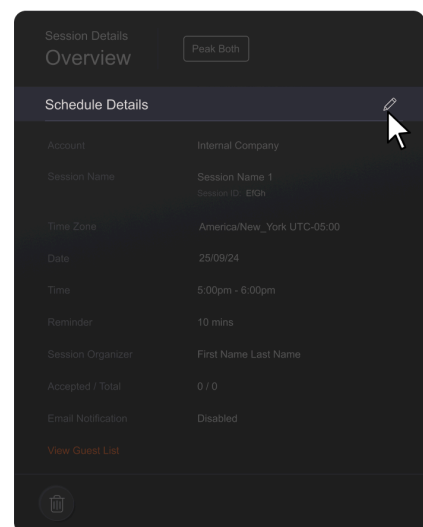 Session Details
Overview
Peak Both
Schedule Details
Account Internal Company
Session Name Session Name 1
Session ID EfGh
Time Zone America/New_York UTC-05:00
Date 25/09/24
Time 5:00pm - 6:00pm
Reminder 10 mins
Session Organizer First Name Last Name
Accepted / Total 0 / 0
Email Notification Disabled
View Guest List